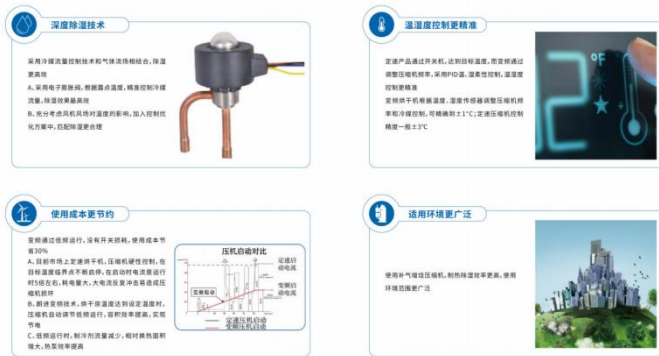 深度除湿技术
采用冷媒流量控制技术和气体流场相结合，除湿
更高效
A、采用电子膨胀阀，根据露点温度，精准控制冷媒
流量，除湿效果最高效
B、充分考虑风机风场对温度的影响，加入控制优
化方案中，匹配除湿更合理
温湿度控制更精准
定速产品通过开关机，达到目标温度，而变频通过
调整压缩机频率，采用PID温、湿柔性控制，温湿度
控制更精准
变频烘干机根据温度、湿度传感器调整压缩机频
率和冷媒控制，可精确到±1°C；定速压缩机控制
精度一般±3℃
°F
使用成本更节约
变频通过低频运行，没有开关损耗，使用成本节
省30%
A、目前市场上定速烘干机，压缩机硬性控制，在
目标温度临界点不断启停，在启动时电流是运行
时5倍左右，耗电量大，大电流反复冲击易造成压
缩机损坏
B、朗进变频技术，烘干房温度达到设定温度时，
压缩机自动调节低频运行，容积效率提高，实现
节电
C、低频运行时，制冷剂流量减少，相对换热面积
增大，热泵效率提高
压机启动对比
定速启
动电流
变频启动
变频启
动电流
定速压机启动
变频压机启动
适用环境更广泛
使用补气增焓压缩机，制热除湿效率更高，使用
环境范围更广泛